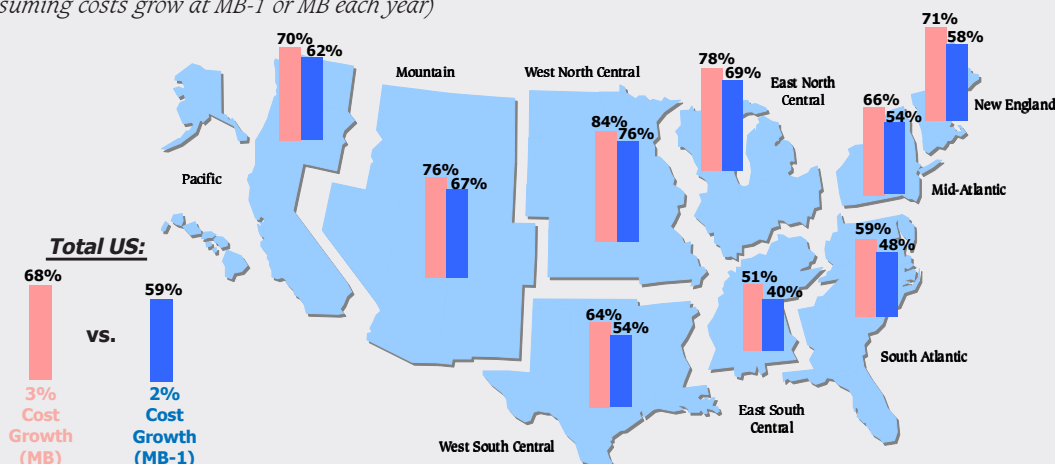 suming costs grow at MB-1 or MB each year)
70%
62%
Mountain
West North Central
78%
69%
East North
Central
71%
58%
New England
84%
76%
66%
54%
Pacific
76%
67%
Mid-Atlantic
Total US:
68%
59%
vs.
3%
Cost
Growth
(MB)
2%
Cost
Growth
(MB-1)
59%
48%
51%
40%
64%
54%
South Atlantic
East South
Central
West South Central